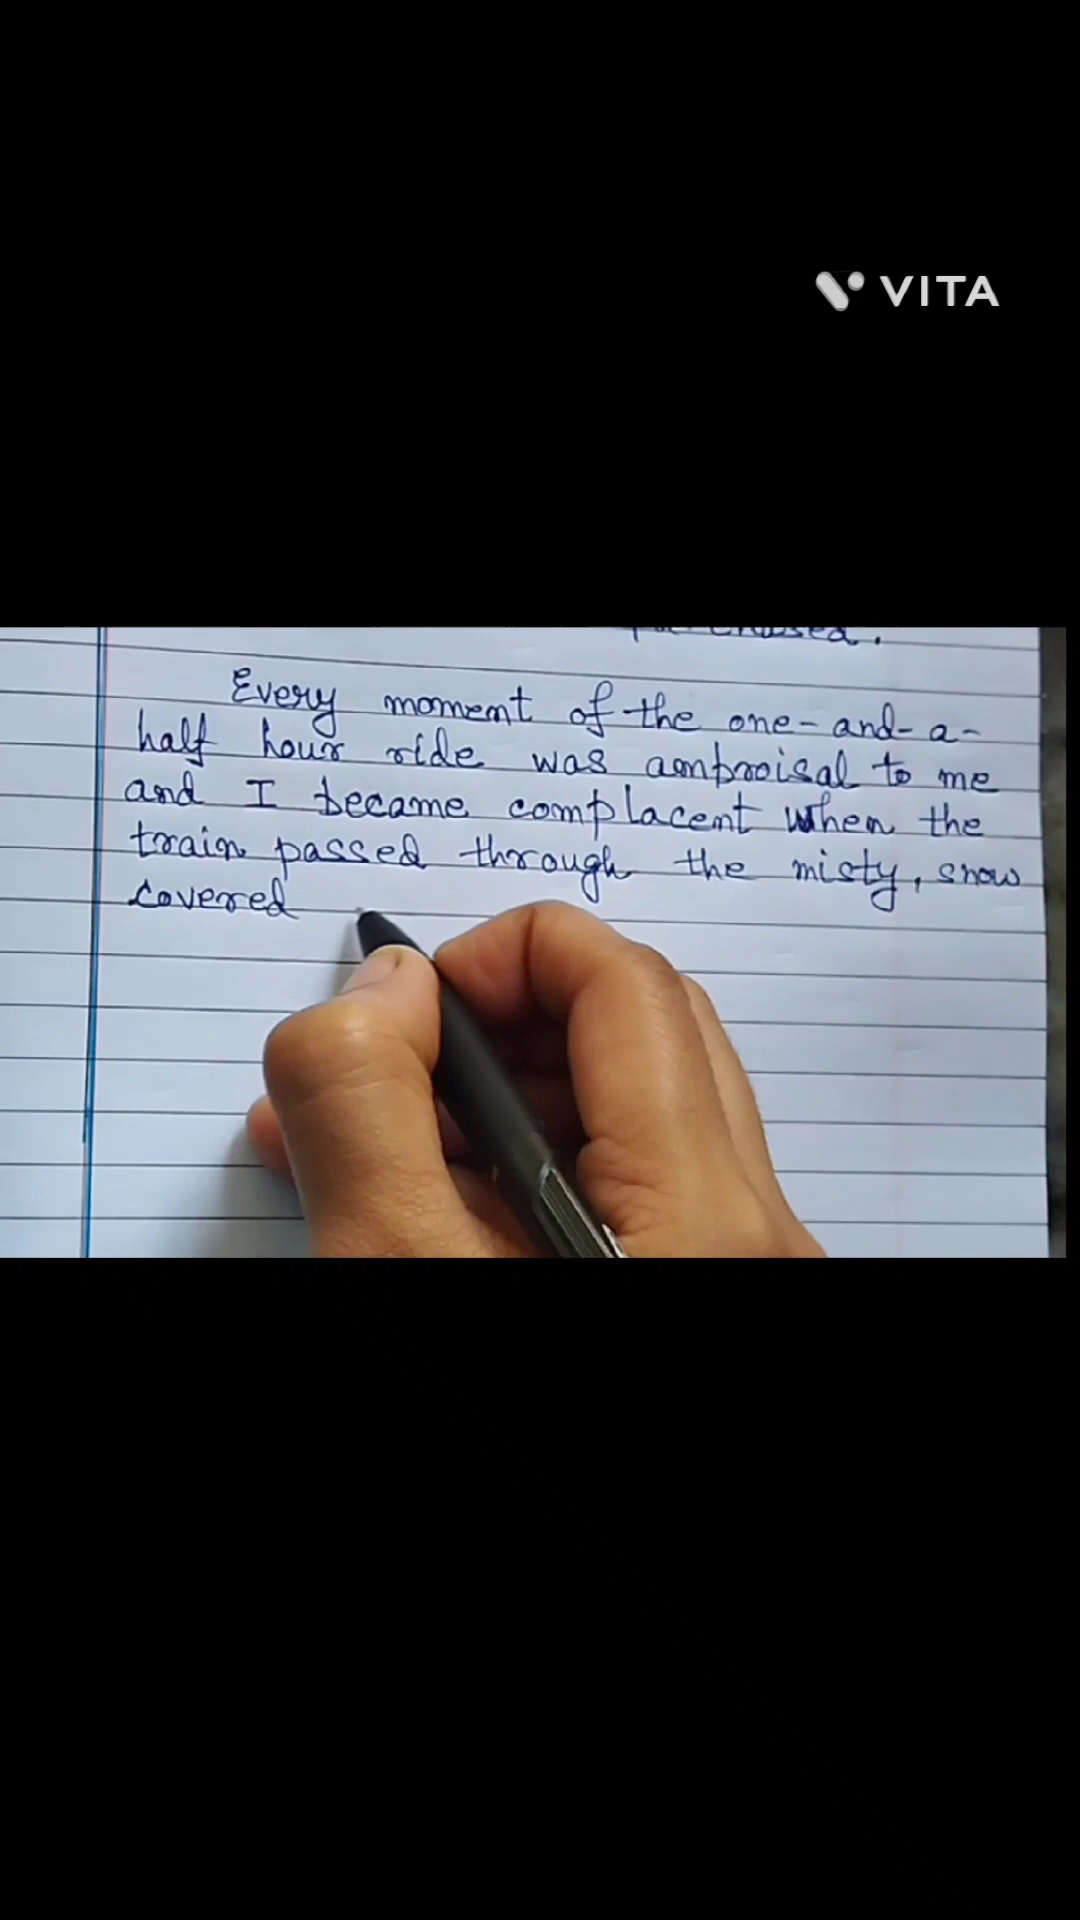 VITA
purchased.
Every moment of the one-and-a-
half hour ride was ambroisal to me
and I became complacent when the
train passed through the misty, snow
covered